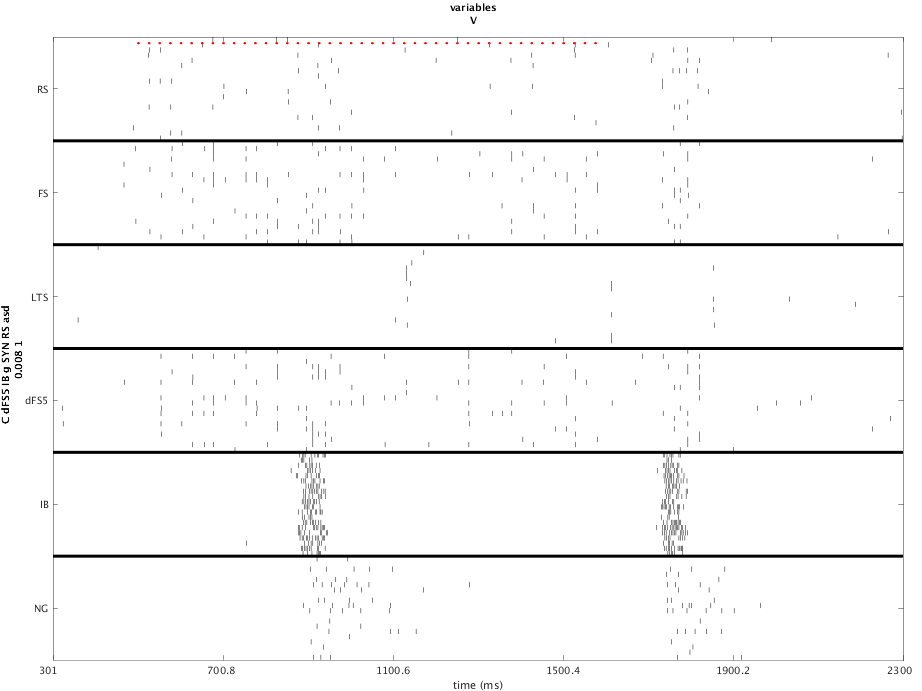 variables
V
RS
FS
LTS
dFS5
IB
NG
C dFS5 IB g SYN RS asd
0.008 1
301
700.8
1100.6
1500.4
1900.2
2300
time (ms)